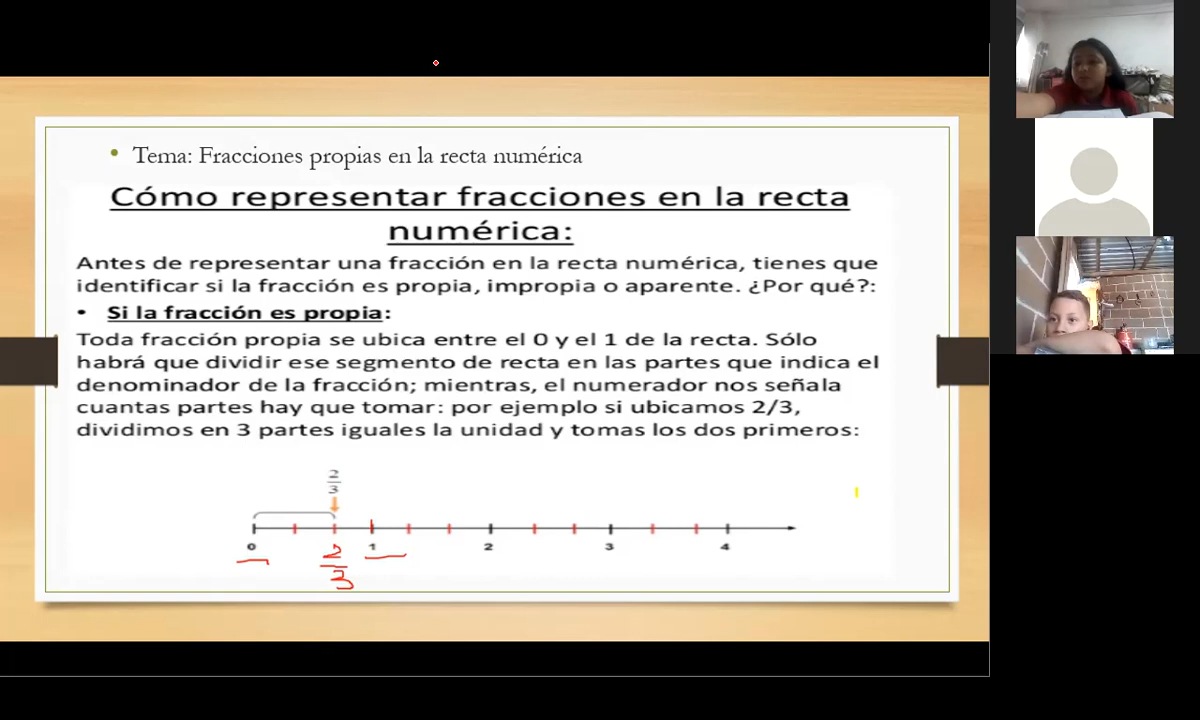 • Tema: Fracciones propias en la recta numérica
Cómo representar fracciones en la recta
numérica:
Antes de representar una fracción en la recta numérica, tienes que
identificar si la fracción es propia, impropia o aparente. ¿Por qué?:
• Si la fracción es propia:
Toda fracción propia se ubica entre el 0 y el 1 de la recta. Sólo
habrá que dividir ese segmento de recta en las partes que indica el
denominador de la fracción; mientras, el numerador nos señala
cuantas partes hay que tomar: por ejemplo si ubicamos 2/3,
dividimos en 3 partes iguales la unidad y tomas los dos primeros:
2
3
0 1 2 3 4
2
3